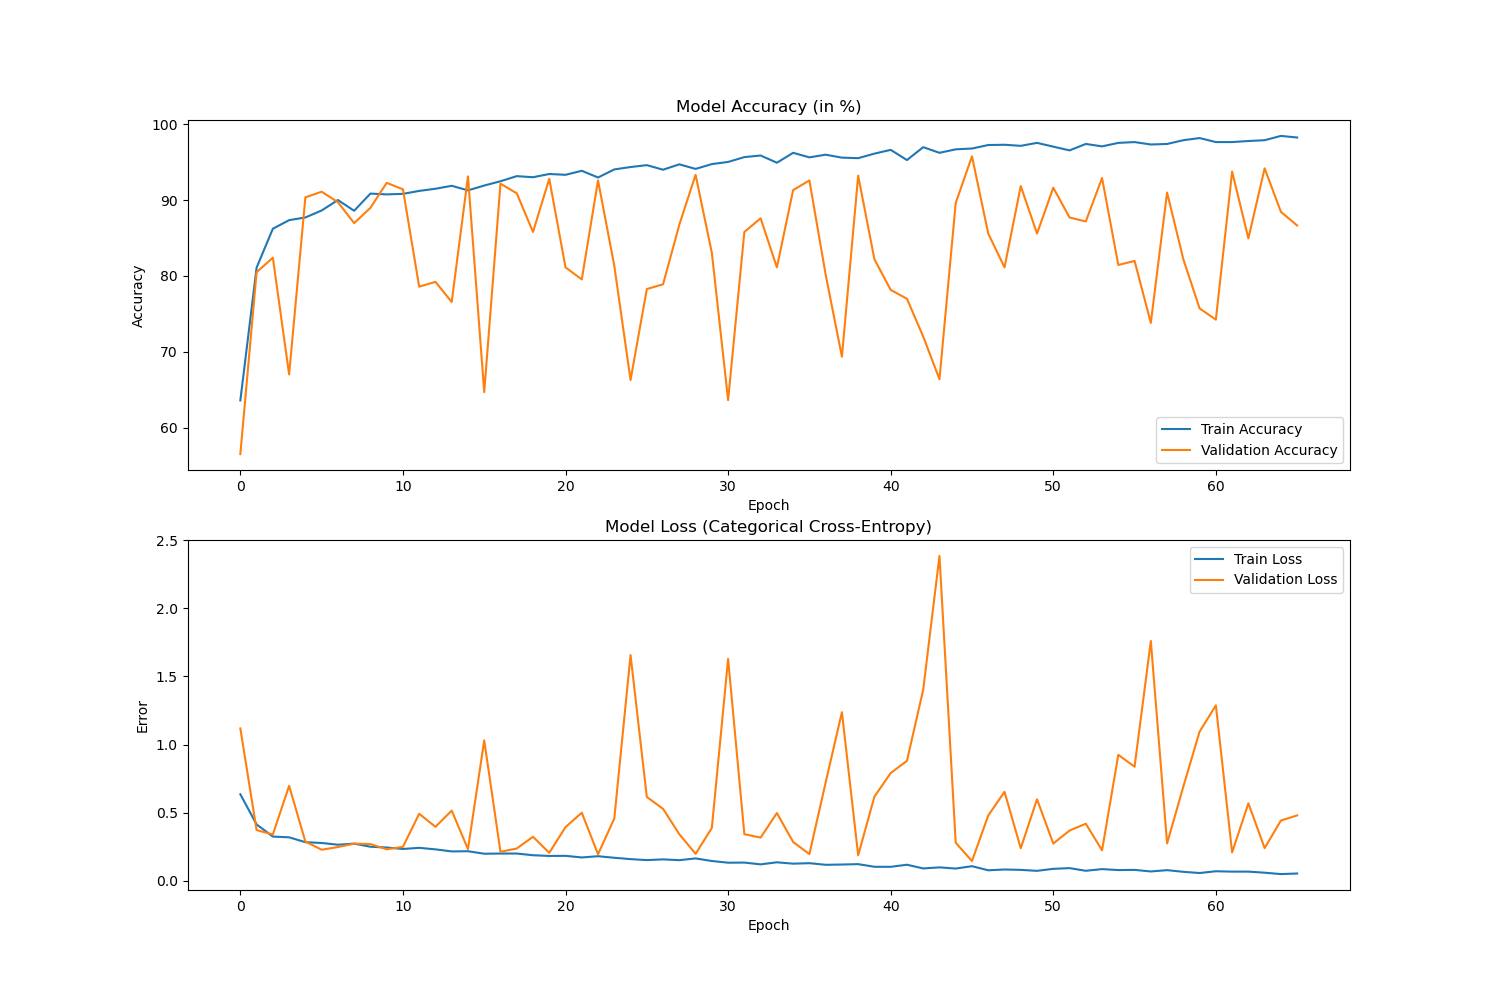 Model Accuracy (in %)
100
90
80
70
60
Accuracy
Train Accuracy
Validation Accuracy
0 10 20 30 40 50 60
Epoch
Model Loss (Categorical Cross-Entropy)
2.5
2.0
1.5
1.0
0.5
0.0
Error
Train Loss
Validation Loss
0 10 20 30 40 50 60
Epoch